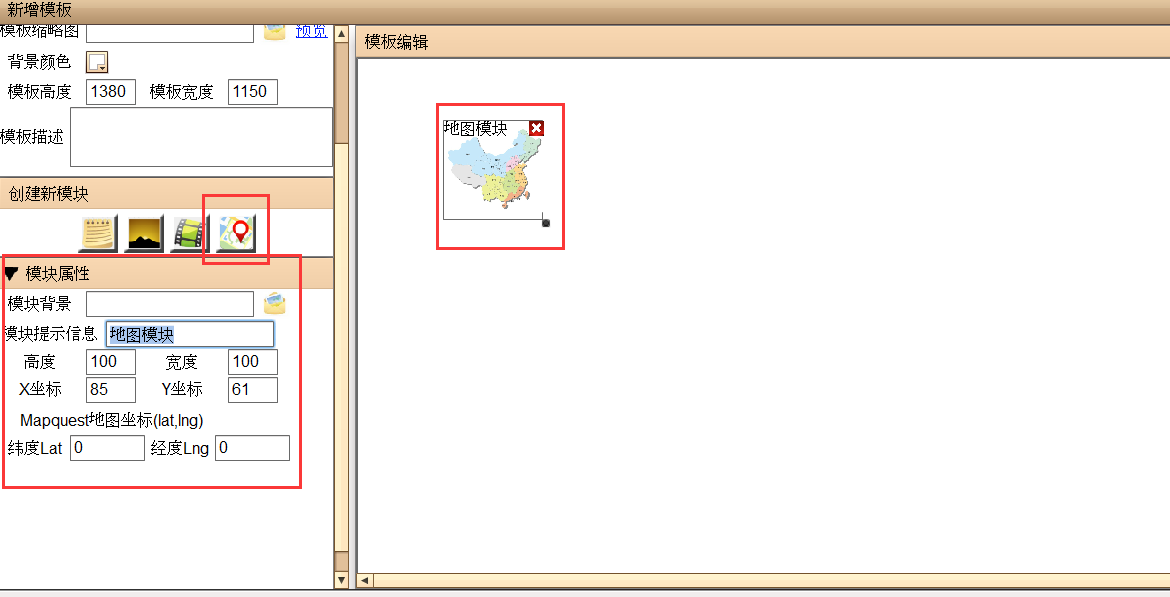 新增模板
模板缩略图 预览
背景颜色
模板高度 1380 模板宽度 1150
模板描述
创建新模块
模块属性
模块背景
模块提示信息 地图模块
高度 100 宽度 100
X坐标 85 Y坐标 61
Mapquest地图坐标(lat,lng)
纬度Lat 0 经度Lng 0
模板编辑
地图模块